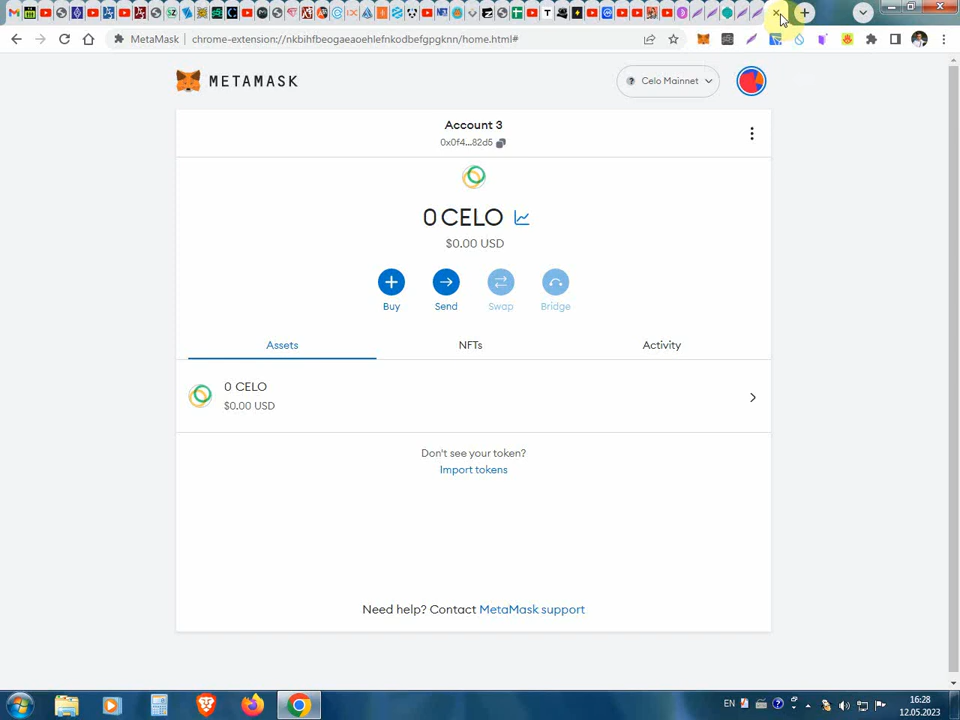 MetaMask
chrome-extension://nkbihfbeogaeaoehlefnkodbefgpgknn/home.html#
METAMASK
Celo Mainnet
Account 3
0x0f4...82d5
0 CELO
$0.00 USD
Buy
Send
Swap
Bridge
Assets
NFTs
Activity
0 CELO
$0.00 USD
Don't see your token?
Import tokens
Need help? Contact MetaMask support
EN
16:28
12.05.2023